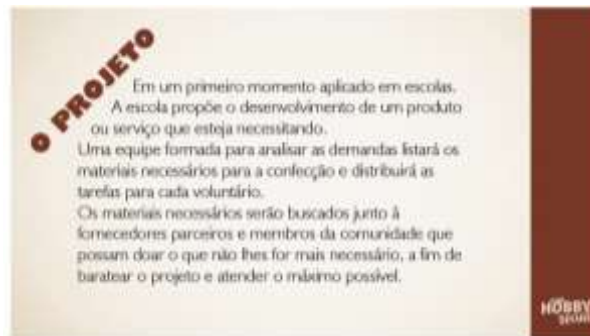 O PROJETO
Em um primeiro momento aplicado em escolas.
A escola propõe o desenvolvimento de um produto
ou serviço que esteja necessitando.
Uma equipe formada para analisar as demandas listará os
materiais necessários para a confecção e distribuirá as
tarefas para cada voluntário.
Os materiais necessários serão buscados junto à
fornecedores parceiros e membros da comunidade que
possam doar o que não lhes for mais necessário, a fim de
baratear o projeto e atender o máximo possível.
HOBBY